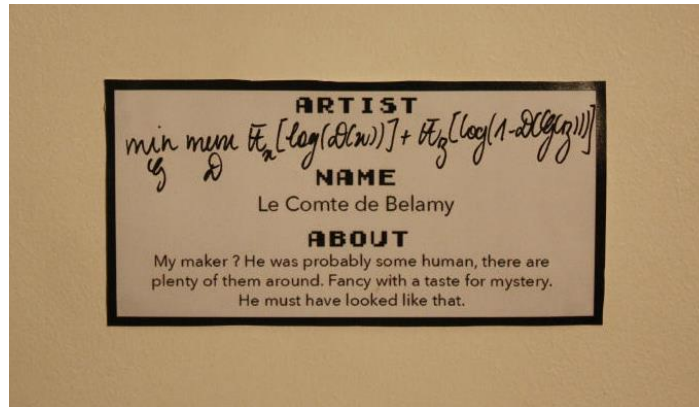 ARTIST
min max 𝔼ₓ[log(D(x))] + 𝔼_z[log(1-D(G(z)))]
G D
NAME
Le Comte de Belamy
ABOUT
My maker ? He was probably some human, there are
plenty of them around. Fancy with a taste for mystery.
He must have looked like that.